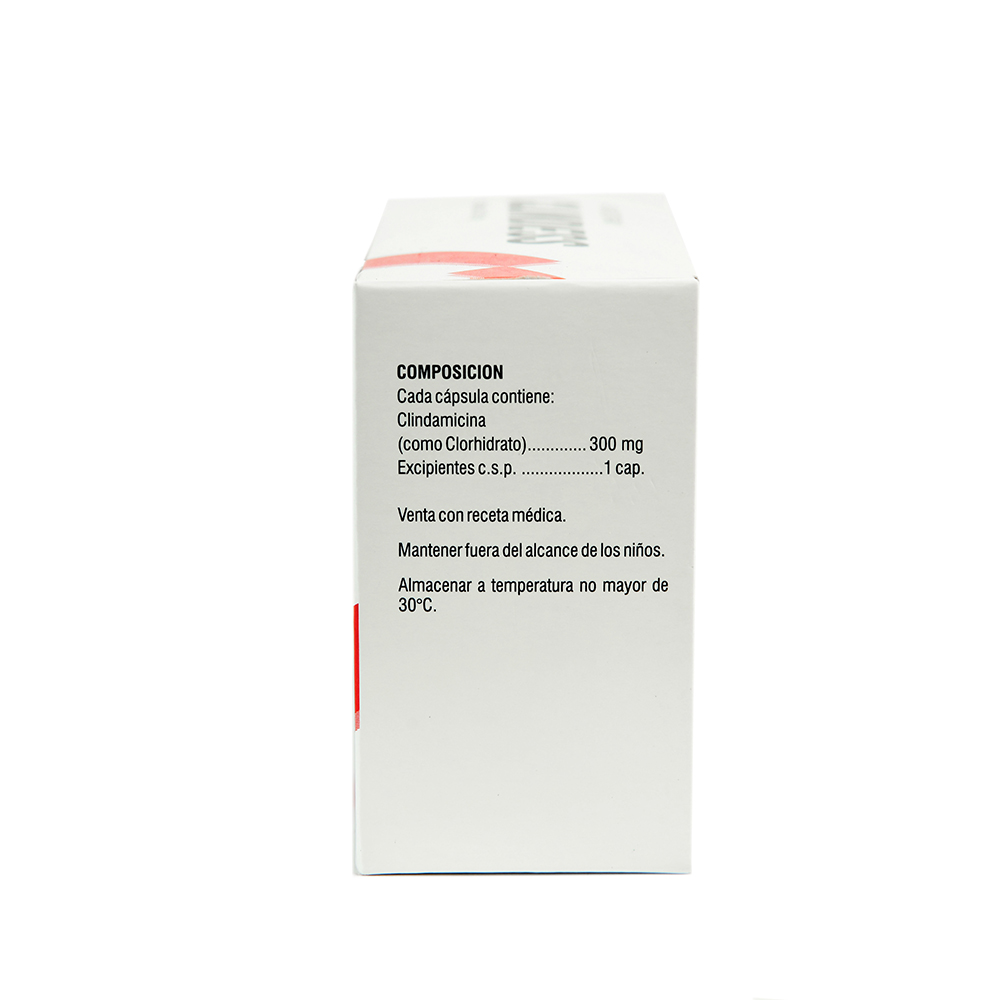 COMPOSICION
Cada cápsula contiene:
Clindamicina
(como Clorhidrato)............. 300 mg
Excipientes c.s.p. ..................1 cap.
Venta con receta médica.
Mantener fuera del alcance de los niños.
Almacenar a temperatura no mayor de
30°C.